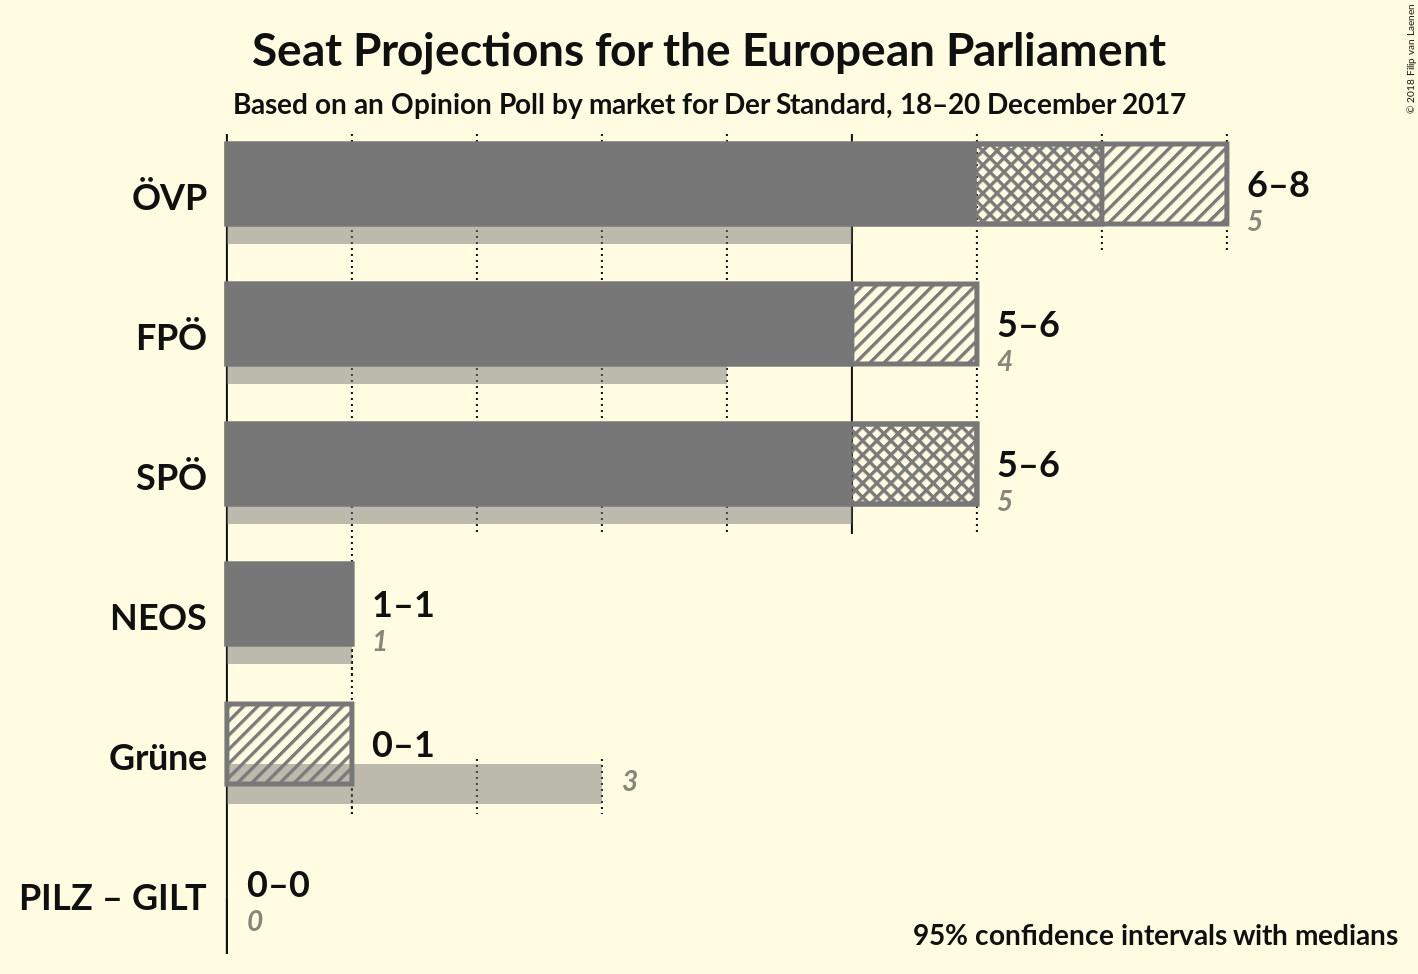 Seat Projections for the European Parliament
Based on an Opinion Poll by market for Der Standard, 18–20 December 2017
© 2018 Filip van Laenen
ÖVP
6–8
5
FPÖ
5–6
4
SPÖ
5–6
5
NEOS
1–1
1
Grüne
0–1
3
PILZ – GILT
0–0
0
95% confidence intervals with medians